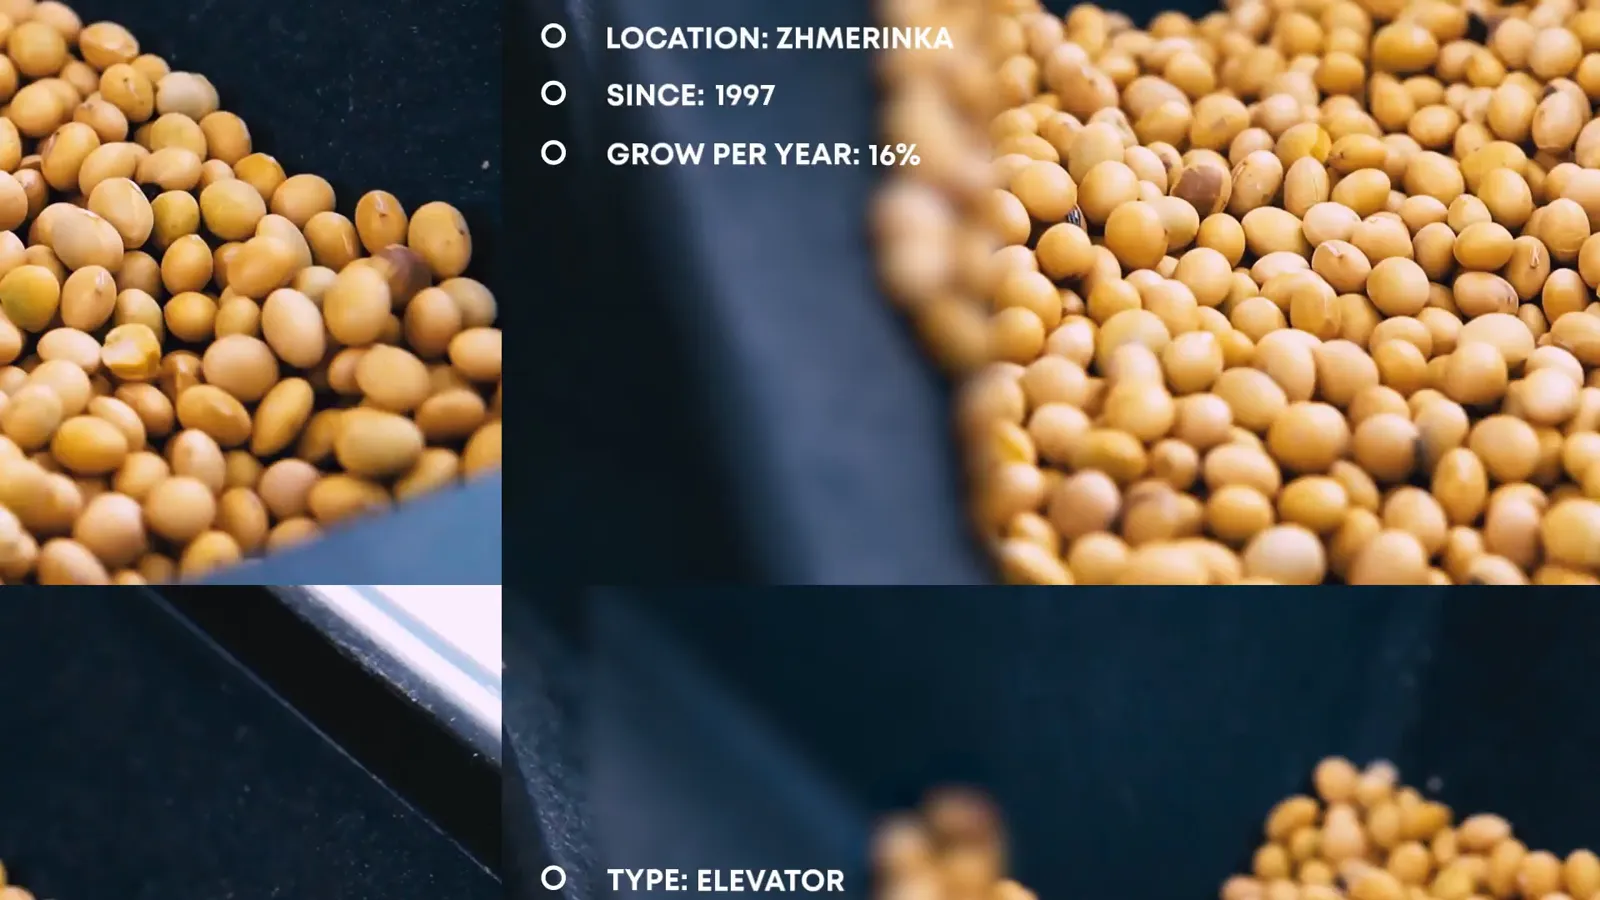 LOCATION: ZHMERINKA
SINCE: 1997
GROW PER YEAR: 16%
TYPE: ELEVATOR